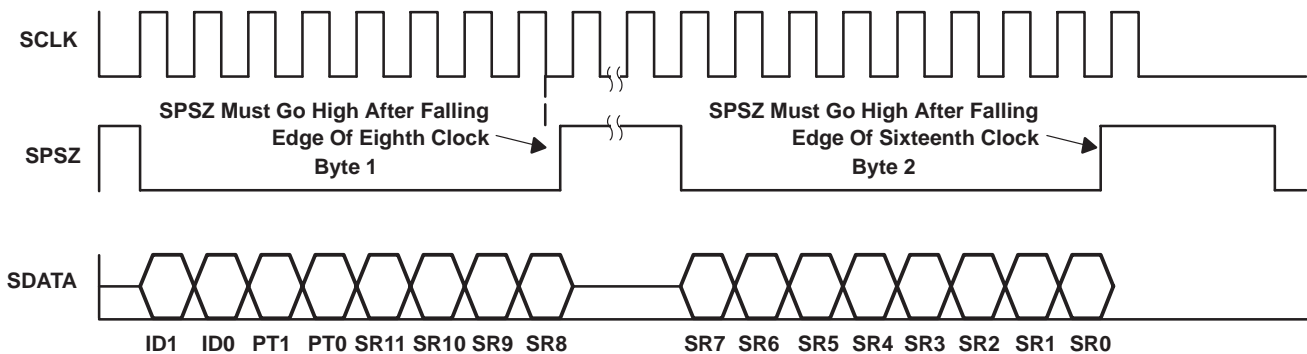 SCLK
SPSZ Must Go High After Falling
Edge Of Eighth Clock
Byte 1
SPSZ Must Go High After Falling
Edge Of Sixteenth Clock
Byte 2
SPSZ
SDATA
ID1 ID0 PT1 PT0 SR11 SR10 SR9 SR8 SR7 SR6 SR5 SR4 SR3 SR2 SR1 SR0